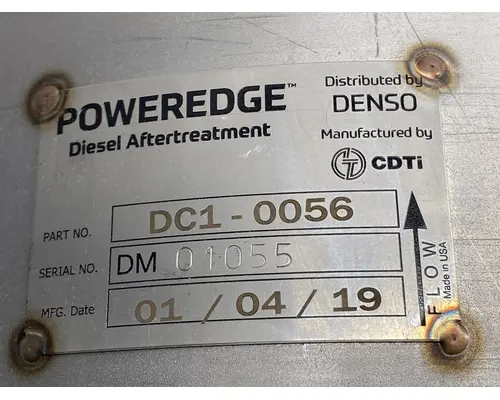 POWEREDGE™
Diesel Aftertreatment
Distributed by
DENSO
Manufactured by
CDTi
PART NO. DC1-0056
SERIAL NO. DM 01055
MFG. Date 01 / 04 / 19
FLOW
Made in USA